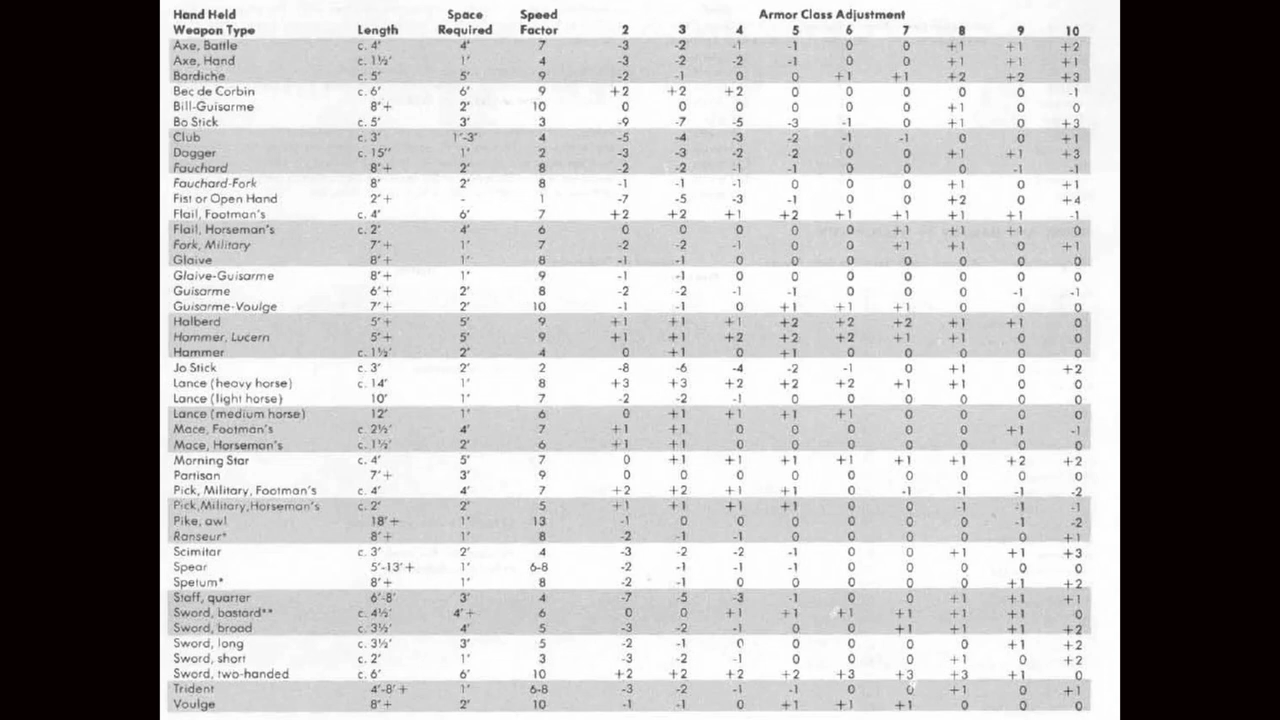 Hand Held Space Speed Armor Class Adjustment
Weapon Type Length Required Factor 2 3 4 5 6 7 8 9 10
Axe, Battle c. 4' 4' 7 -3 -2 -1 -1 0 0 +1 +1 +2
Axe, Hand c. 1½' 1' 4 -3 -2 -2 -1 0 0 +1 +1 +1
Bardiche c. 5' 5' 9 -2 -1 0 0 +1 +1 +2 +2 +3
Bec de Corbin c. 6' 6' 9 +2 +2 +2 0 0 0 0 0 -1
Bill-Guisarme 8'+ 2' 10 0 0 0 0 0 0 +1 0 0
Bo Stick c. 5' 3' 3 -9 -7 -5 -3 -1 0 +1 0 +3
Club c. 3' 1'-3' 4 -5 -4 -3 -2 -1 -1 0 0 +1
Dagger c. 15" 1' 2 -3 -3 -2 -2 0 0 +1 +1 +3
Fauchard 8'+ 2' 8 -2 -2 -1 -1 0 0 0 -1 -1
Fauchard-Fork 8' 2' 8 -1 -1 -1 0 0 0 +1 0 +1
Fist or Open Hand 2'+ - 1 -7 -5 -3 -1 0 0 +2 0 +4
Flail, Footman's c. 4' 6' 7 +2 +2 +1 +2 +1 +1 +1 +1 -1
Flail, Horseman's c. 2' 4' 6 0 0 0 0 0 +1 +1 +1 0
Fork, Military 7'+ 1' 7 -2 -2 -1 0 0 +1 +1 0 +1
Glaive 8'+ 1' 8 -1 -1 0 0 0 0 0 0 0
Glaive-Guisarme 8'+ 1' 9 -1 -1 0 0 0 0 0 0 0
Guisarme 6'+ 2' 8 -2 -2 -1 -1 0 0 0 -1 -1
Guisarme-Voulge 7'+ 2' 10 -1 -1 0 +1 +1 +1 0 0 0
Halberd 5'+ 5' 9 +1 +1 +1 +2 +2 +2 +1 +1 0
Hammer, Lucern 5'+ 5' 9 +1 +1 +2 +2 +2 +1 +1 0 0
Hammer c. 1½' 2' 4 0 +1 0 +1 0 0 0 0 0
Jo Stick c. 3' 2' 2 -8 -6 -4 -2 -1 0 +1 0 +2
Lance (heavy horse) c. 14' 1' 8 +3 +3 +2 +2 +2 +1 +1 0 0
Lance (light horse) 10' 1' 7 -2 -2 -1 0 0 0 0 0 0
Lance (medium horse) 12' 1' 6 0 +1 +1 +1 +1 0 0 0 0
Mace, Footman's c. 2½' 4' 7 +1 +1 0 0 0 0 0 +1 -1
Mace, Horseman's c. 1½' 2' 6 +1 +1 0 0 0 0 0 0 0
Morning Star c. 4' 5' 7 0 +1 +1 +1 +1 +1 +1 +2 +2
Partisan 7'+ 3' 9 0 0 0 0 0 0 0 0 0
Pick, Military, Footman's c. 4' 4' 7 +2 +2 +1 +1 0 -1 -1 -1 -2
Pick,Military,Horseman's c. 2' 2' 5 +1 +1 +1 +1 0 0 -1 -1 -1
Pike, awl 18'+ 1' 13 -1 0 0 0 0 0 0 -1 -2
Ranseur* 8'+ 1' 8 -2 -1 -1 0 0 0 0 0 +1
Scimitar c. 3' 2' 4 -3 -2 -2 -1 0 0 +1 +1 +3
Spear 5'-13'+ 1' 6-8 -2 -1 -1 -1 0 0 0 0 0
Spetum* 8'+ 1' 8 -2 -1 0 0 0 0 0 +1 +2
Staff, quarter 6'-8' 3' 4 -7 -5 -3 -1 0 0 +1 +1 +1
Sword, bastard** c. 4½' 4'+ 6 0 0 +1 +1 +1 +1 +1 +1 0
Sword, broad c. 3½' 4' 5 -3 -2 -1 0 0 +1 +1 +1 +2
Sword, long c. 3½' 3' 5 -2 -1 0 0 0 0 0 +1 +2
Sword, short c. 2' 1' 3 -3 -2 -1 0 0 0 +1 0 +2
Sword, two-handed c. 6' 6' 10 +2 +2 +2 +2 +3 +3 +3 +1 0
Trident 4'-8'+ 1' 6-8 -3 -2 -1 -1 0 0 +1 0 +1
Voulge 8'+ 2' 10 -1 -1 0 +1 +1 +1 0 0 0